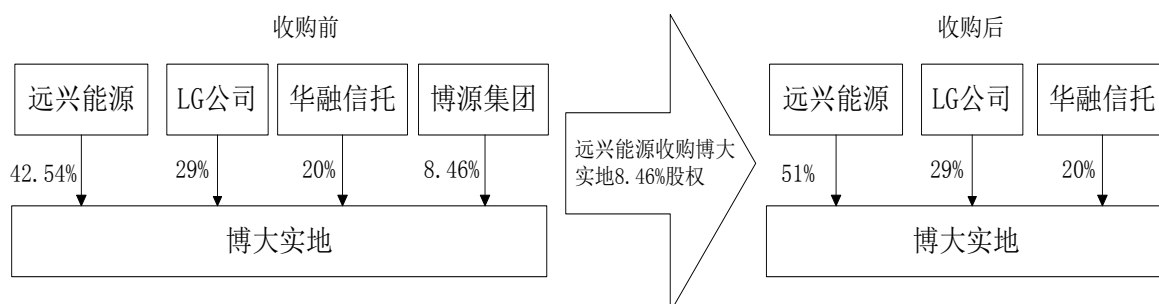 收购前
收购后
远兴能源
LG公司
华融信托
博源集团
远兴能源
LG公司
华融信托
42.54%
29%
20%
8.46%
远兴能源收购博大
实地8.46%股权
51%
29%
20%
博大实地
博大实地